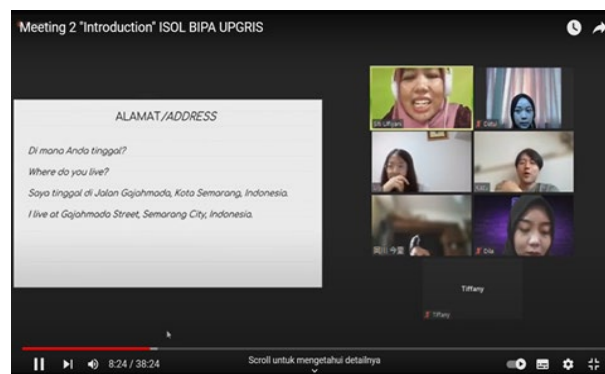 Meeting 2 "Introduction" ISOL BIPA UPGRIS
ALAMAT/ADDRESS
Di mana Anda tinggal?
Where do you live?
Saya tinggal di Jalan Gajahmada, Kota Semarang, Indonesia.
I live at Gajahmada Street, Semarang City, Indonesia.
Dila
Tiffany
Tiffany
8:24 / 38:24
Scroll untuk mengetahui detailnya